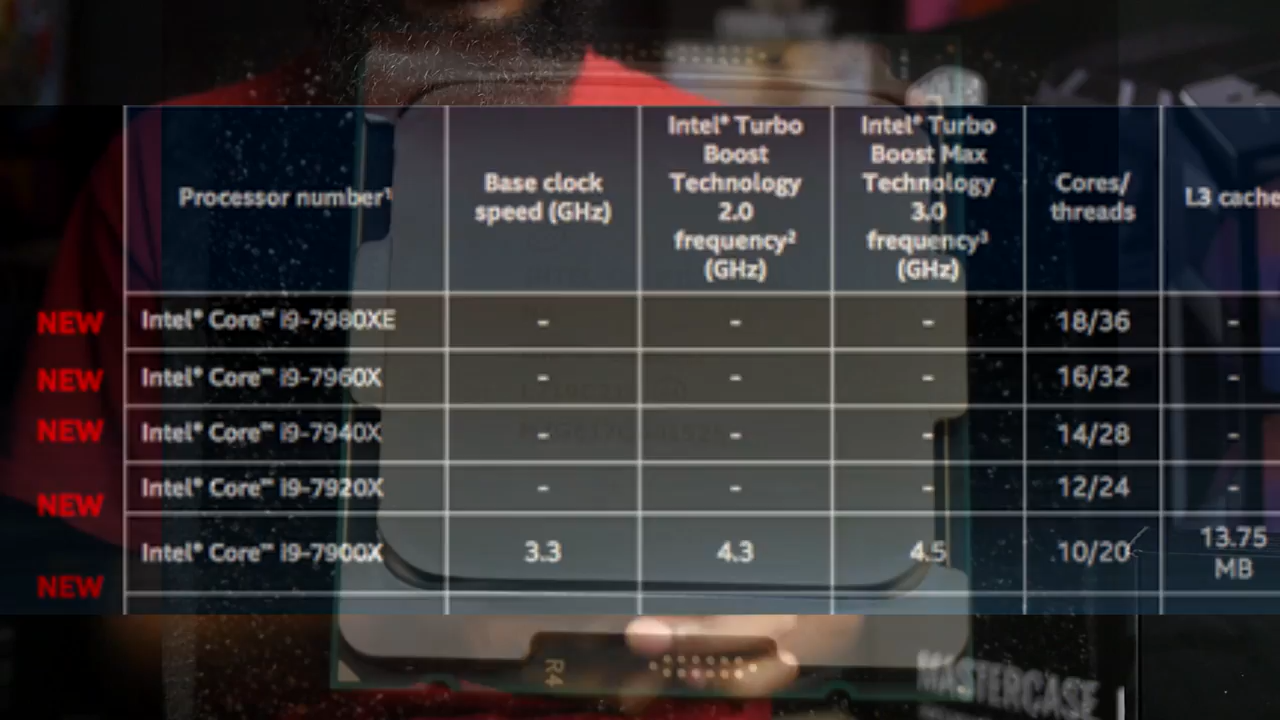 Processor number¹
Base clock
speed (GHz)
Intel® Turbo
Boost
Technology
2.0
frequency²
(GHz)
Intel® Turbo
Boost Max
Technology
3.0
frequency³
(GHz)
Cores/
threads
L3 cache
NEW Intel® Core™ i9-7980XE - - - 18/36 -
NEW Intel® Core™ i9-7960X - - - 16/32 -
NEW Intel® Core™ i9-7940X - - - 14/28 -
NEW Intel® Core™ i9-7920X - - - 12/24 -
Intel® Core™ i9-7900X 3.3 4.3 4.5 10/20 13.75
MB
NEW
R4
MASTERCASE